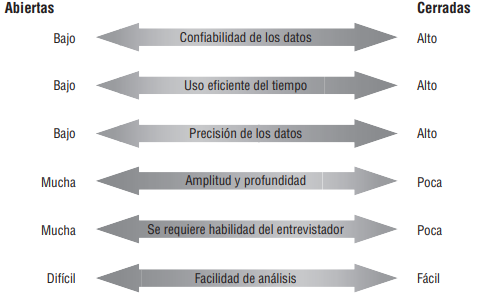 Abiertas Cerradas
Bajo Confiabilidad de los datos Alto
Bajo Uso eficiente del tiempo Alto
Bajo Precisión de los datos Alto
Mucha Amplitud y profundidad Poca
Mucha Se requiere habilidad del entrevistador Poca
Difícil Facilidad de análisis Fácil